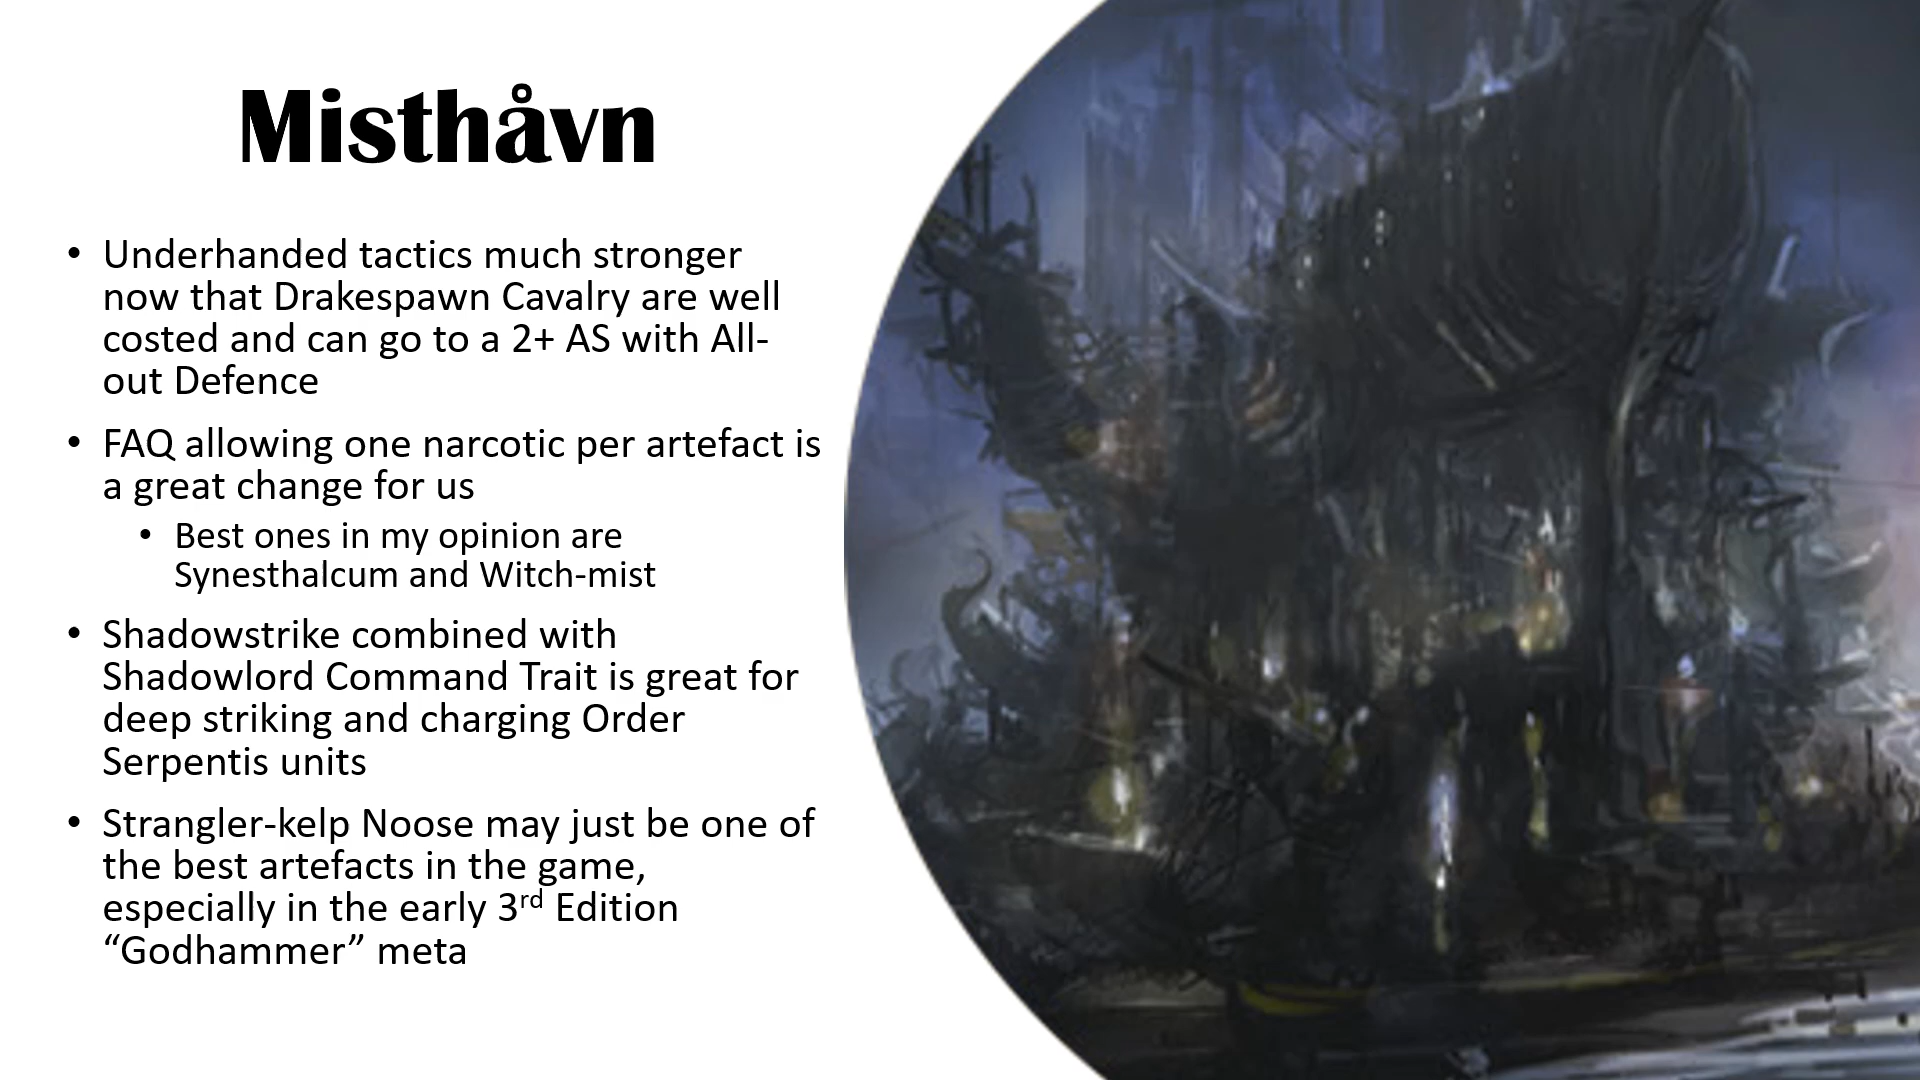 Misthåvn
• Underhanded tactics much stronger
now that Drakespawn Cavalry are well
costed and can go to a 2+ AS with All-
out Defence
• FAQ allowing one narcotic per artefact is
a great change for us
• Best ones in my opinion are
Synesthalcum and Witch-mist
• Shadowstrike combined with
Shadowlord Command Trait is great for
deep striking and charging Order
Serpentis units
• Strangler-kelp Noose may just be one of
the best artefacts in the game,
especially in the early 3rd Edition
“Godhammer” meta